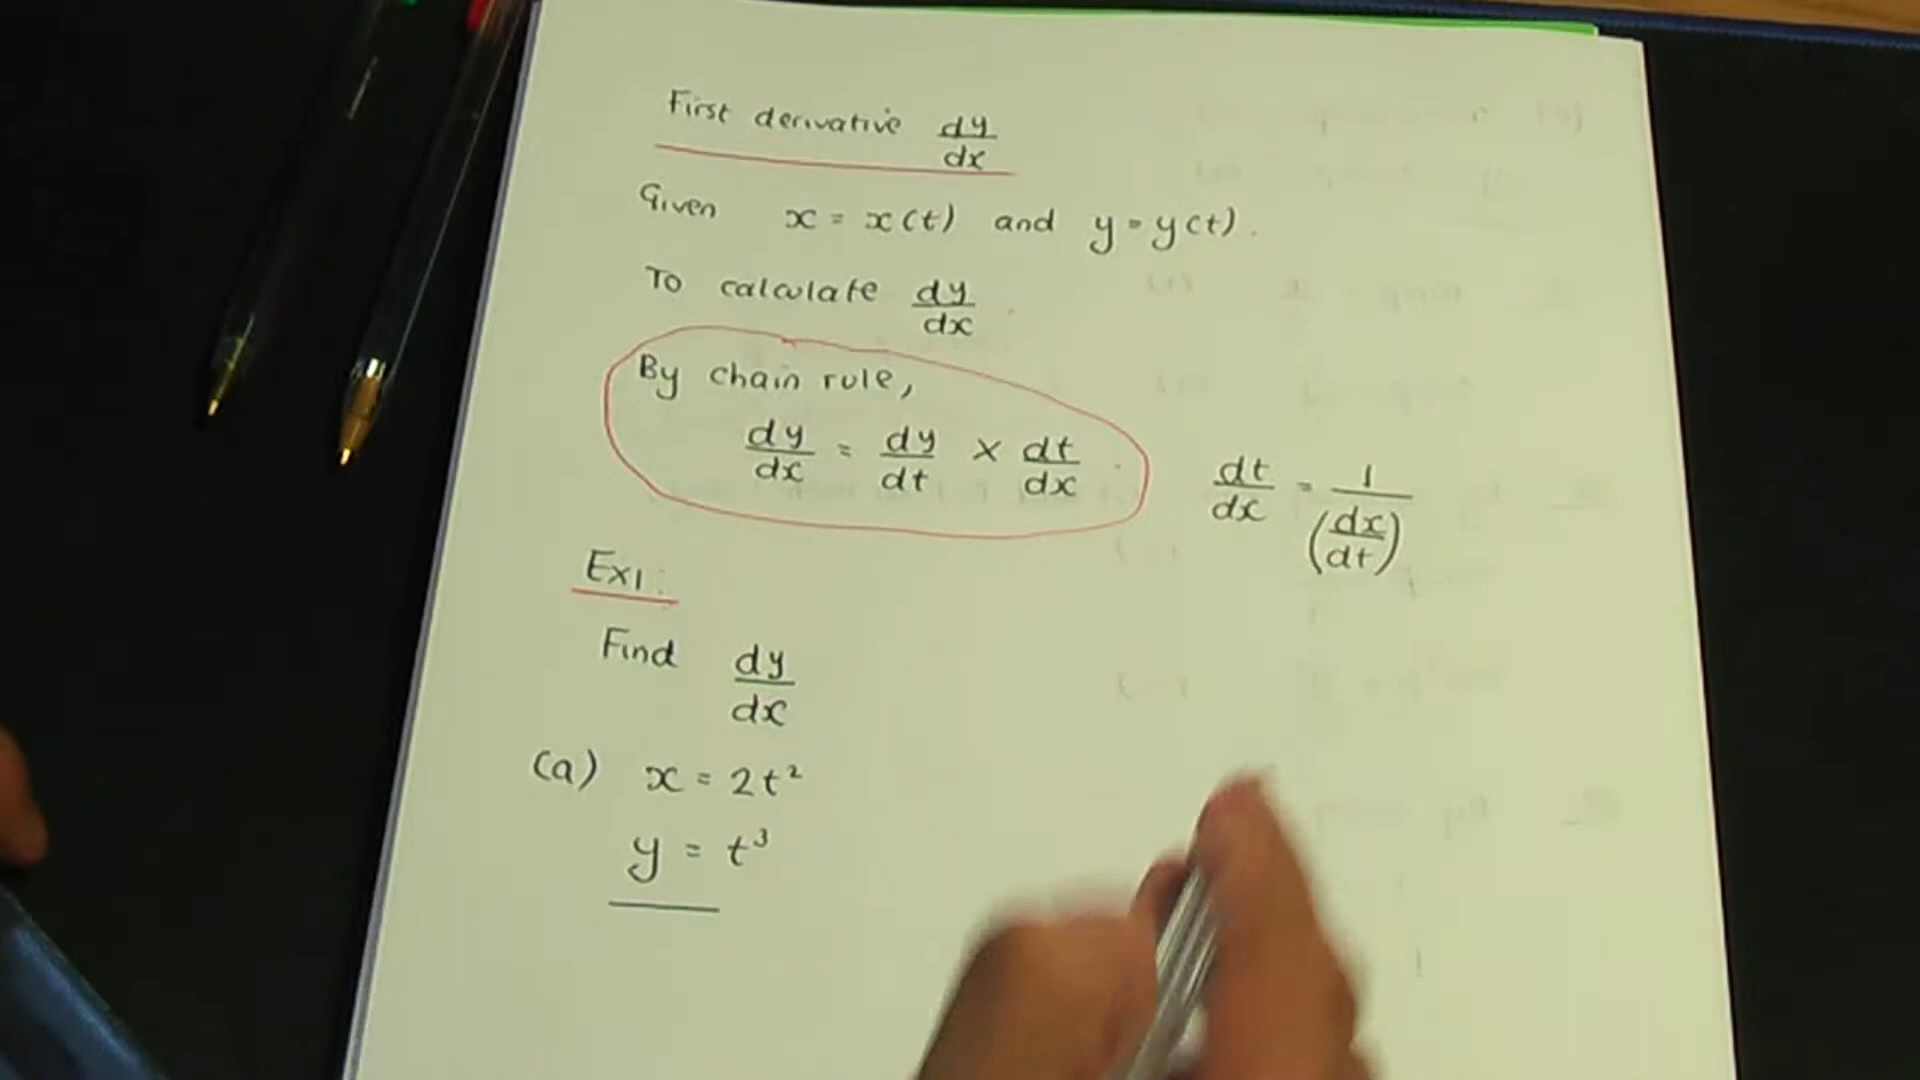 First derivative dy/dx
Given x = x(t) and y = y(t).
To calculate dy/dx
By chain rule,
dy/dx = dy/dt × dt/dx
dt/dx = 1/(dx/dt)
Ex1:
Find dy/dx
(a) x = 2t²
y = t³